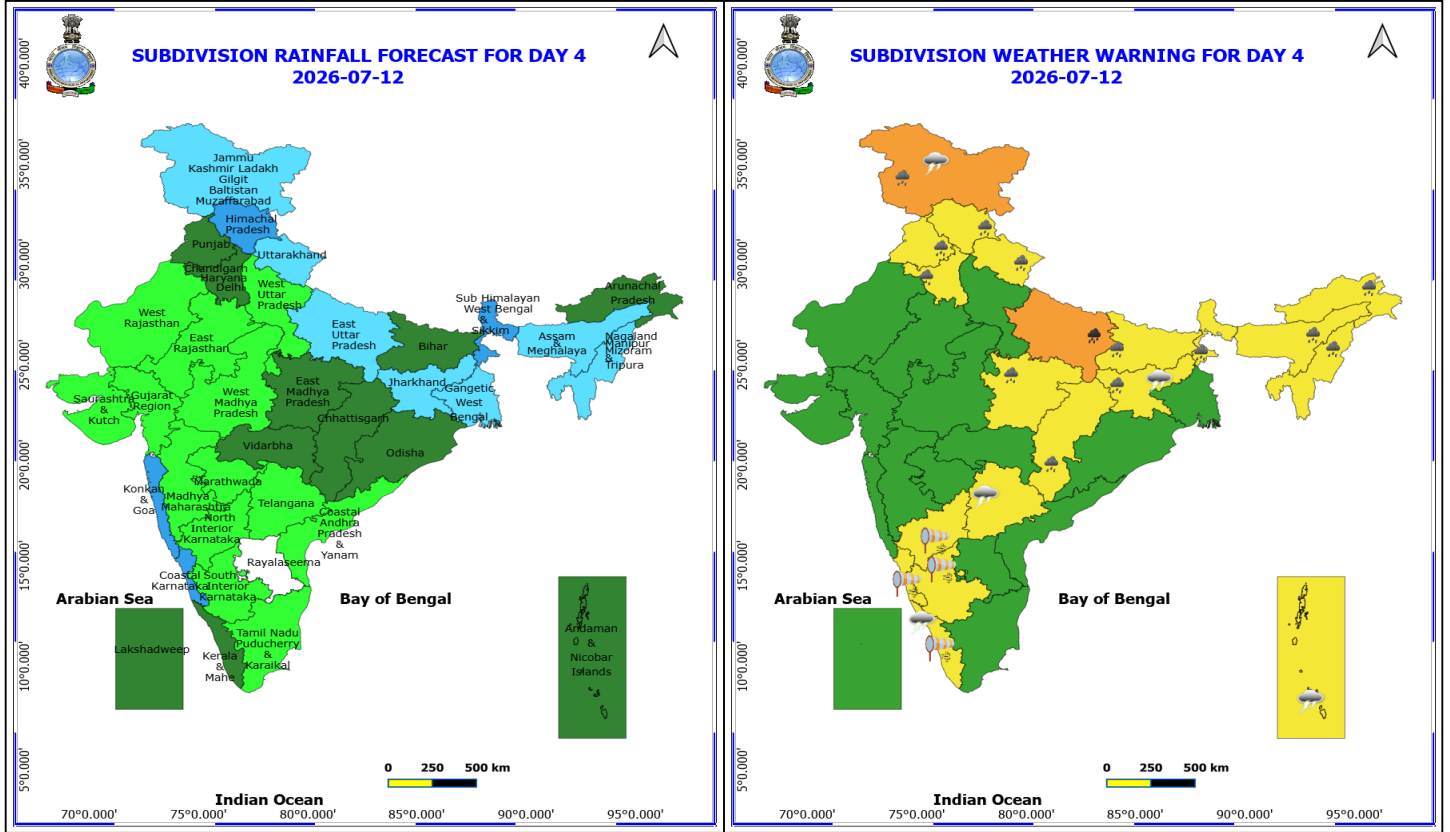 SUBDIVISION RAINFALL FORECAST FOR DAY 4
2026-07-12
40°0.000'
35°0.000'
30°0.000'
25°0.000'
20°0.000'
15°0.000'
10°0.000'
5°0.000'
Jammu
Kashmir Ladakh
Gilgit
Baltistan
Muzaffarabad
Himachal
Pradesh
Punjab
Uttarakhand
Chandigarh
Haryana
Delhi
West
Uttar
Pradesh
Arunachal
Pradesh
Sub Himalayan
West Bengal
&
Sikkim
West
Rajasthan
East
Rajasthan
East
Uttar
Pradesh
Bihar
Assam
&
Meghalaya
Nagaland
Manipur
Mizoram
&
Tripura
Saurashtra
&
Kutch
Gujarat
Region
West
Madhya
Pradesh
East
Madhya
Pradesh
Jharkhand
Gangetic
West
Bengal
Chhattisgarh
Vidarbha
Odisha
Konkan
&
Goa
Marathwada
Madhya
Maharashtra
North
Interior
Karnataka
Telangana
Coastal
Andhra
Pradesh
&
Yanam
Rayalaseema
Coastal
Karnataka
South
Interior
Karnataka
Arabian Sea
Bay of Bengal
Lakshadweep
Kerala
&
Mahe
Tamil Nadu
Puducherry
&
Karaikal
Andaman
&
Nicobar
Islands
0 250 500 km
Indian Ocean
70°0.000' 75°0.000' 80°0.000' 85°0.000' 90°0.000' 95°0.000'
SUBDIVISION WEATHER WARNING FOR DAY 4
2026-07-12
40°0.000'
35°0.000'
30°0.000'
25°0.000'
20°0.000'
15°0.000'
10°0.000'
5°0.000'
Arabian Sea
Bay of Bengal
0 250 500 km
Indian Ocean
70°0.000' 75°0.000' 80°0.000' 85°0.000' 90°0.000' 95°0.000'